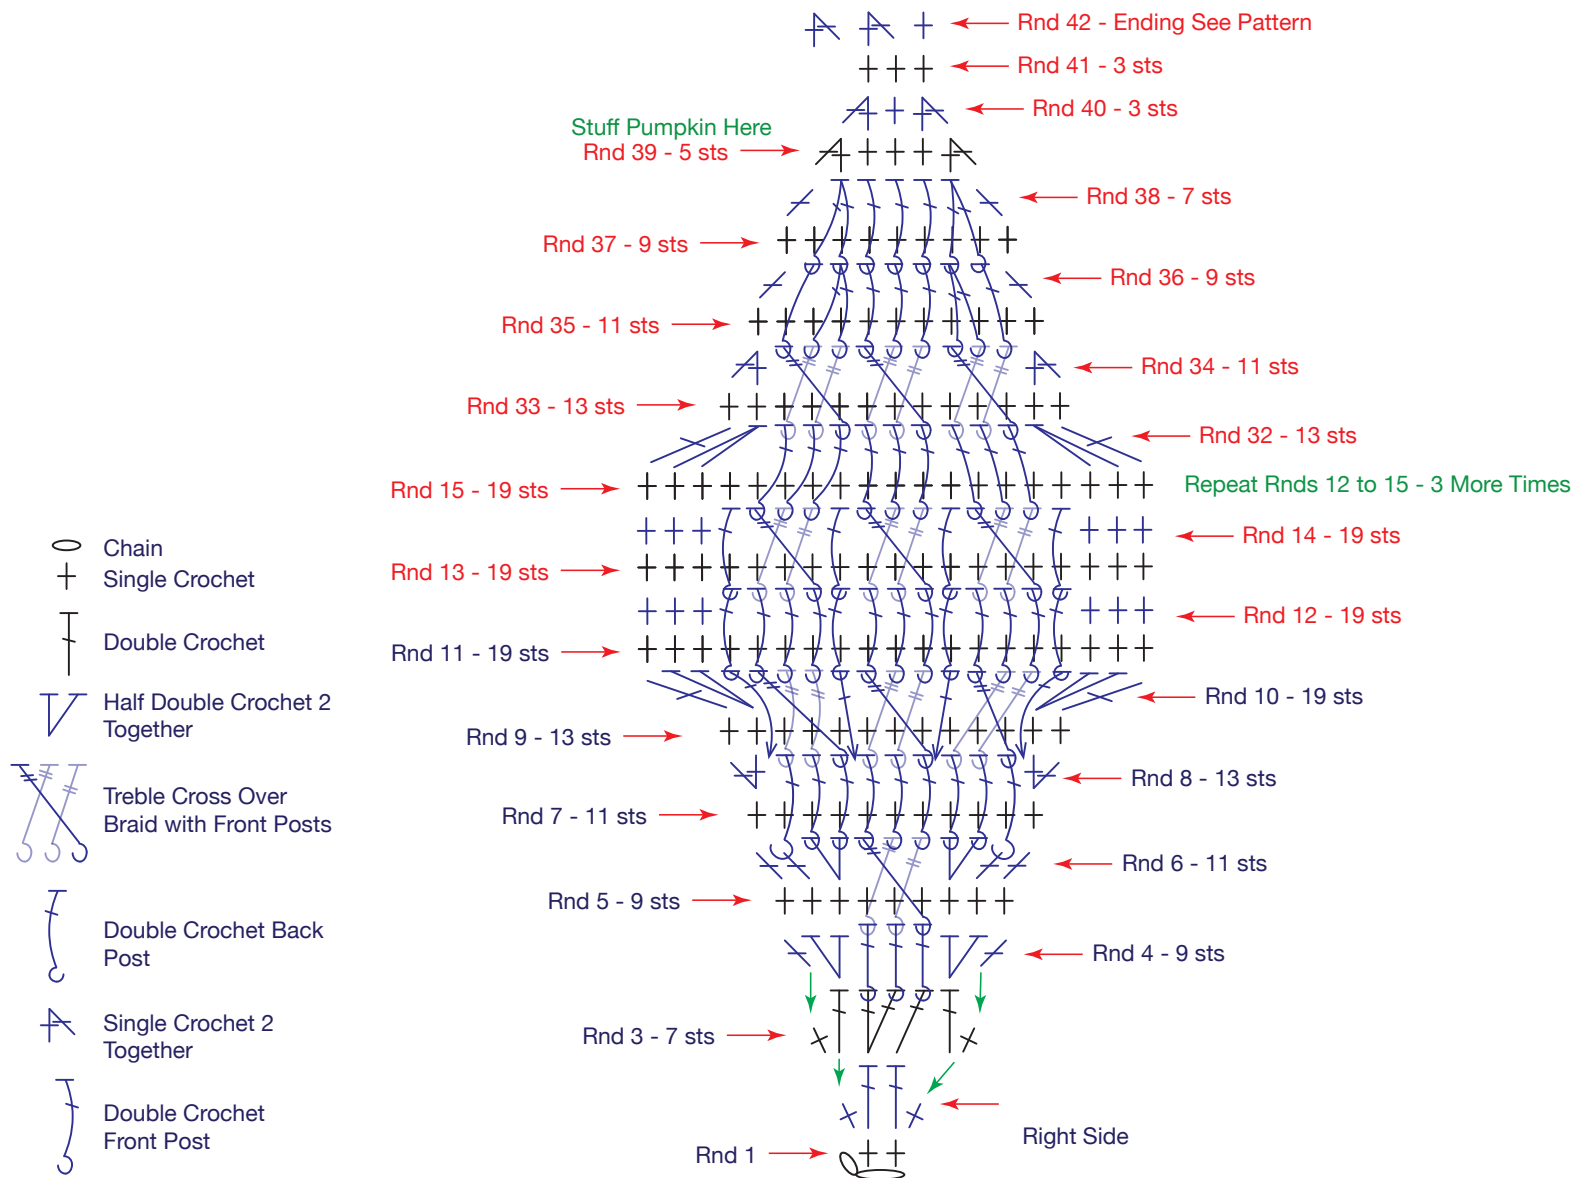 Rnd 42 - Ending See Pattern
Rnd 41 - 3 sts
Rnd 40 - 3 sts
Stuff Pumpkin Here
Rnd 39 - 5 sts
Rnd 38 - 7 sts
Rnd 37 - 9 sts
Rnd 36 - 9 sts
Rnd 35 - 11 sts
Rnd 34 - 11 sts
Rnd 33 - 13 sts
Rnd 32 - 13 sts
Rnd 15 - 19 sts
Repeat Rnds 12 to 15 - 3 More Times
Rnd 14 - 19 sts
Rnd 13 - 19 sts
Rnd 12 - 19 sts
Rnd 11 - 19 sts
Rnd 10 - 19 sts
Rnd 9 - 13 sts
Rnd 8 - 13 sts
Rnd 7 - 11 sts
Rnd 6 - 11 sts
Rnd 5 - 9 sts
Rnd 4 - 9 sts
Rnd 3 - 7 sts
Right Side
Rnd 1
Chain
Single Crochet
Double Crochet
Half Double Crochet 2
Together
Treble Cross Over
Braid with Front Posts
Double Crochet Back
Post
Single Crochet 2
Together
Double Crochet
Front Post